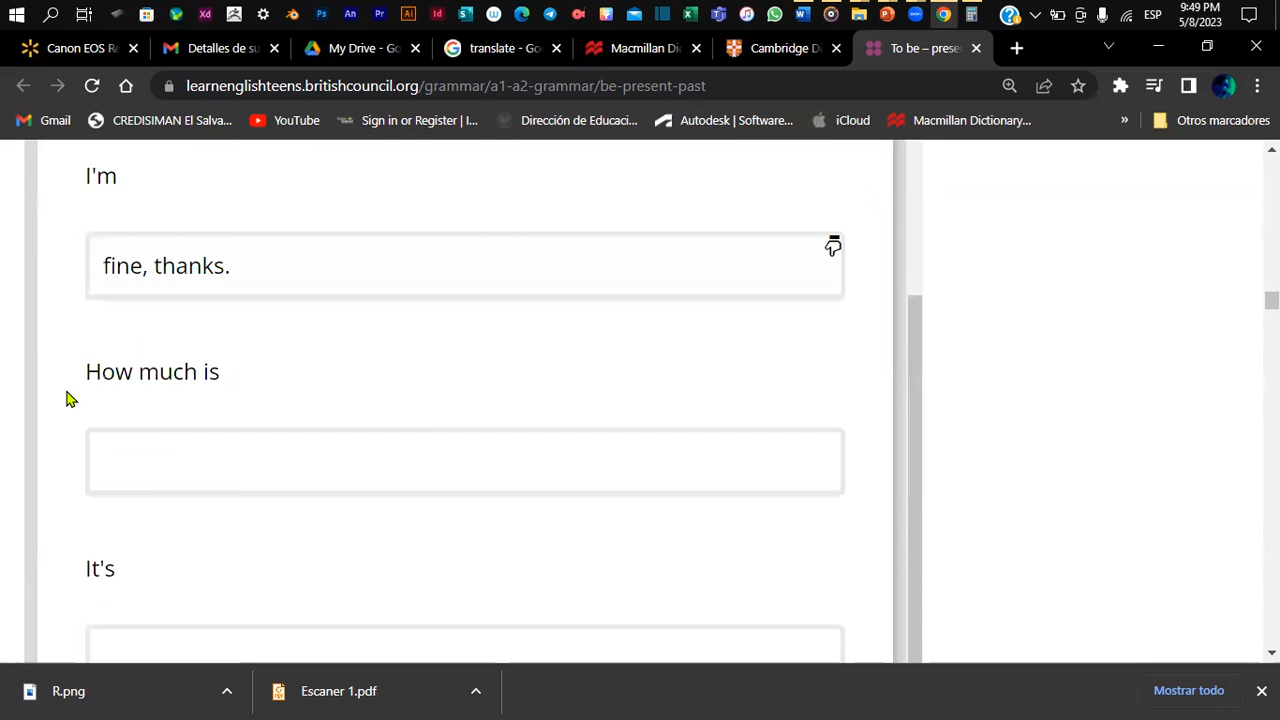 ESP
9:49 PM
5/8/2023
Canon EOS Re
Detalles de su
My Drive - Go
translate - Goo
Macmillan Dic
Cambridge Di
To be – prese
learnenglishteens.britishcouncil.org/grammar/a1-a2-grammar/be-present-past
Gmail
CREDISIMAN El Salva...
YouTube
Sign in or Register | I...
Dirección de Educaci...
Autodesk | Software...
iCloud
Macmillan Dictionary...
»
Otros marcadores
I'm
fine, thanks.
How much is
It's
R.png
Escaner 1.pdf
Mostrar todo